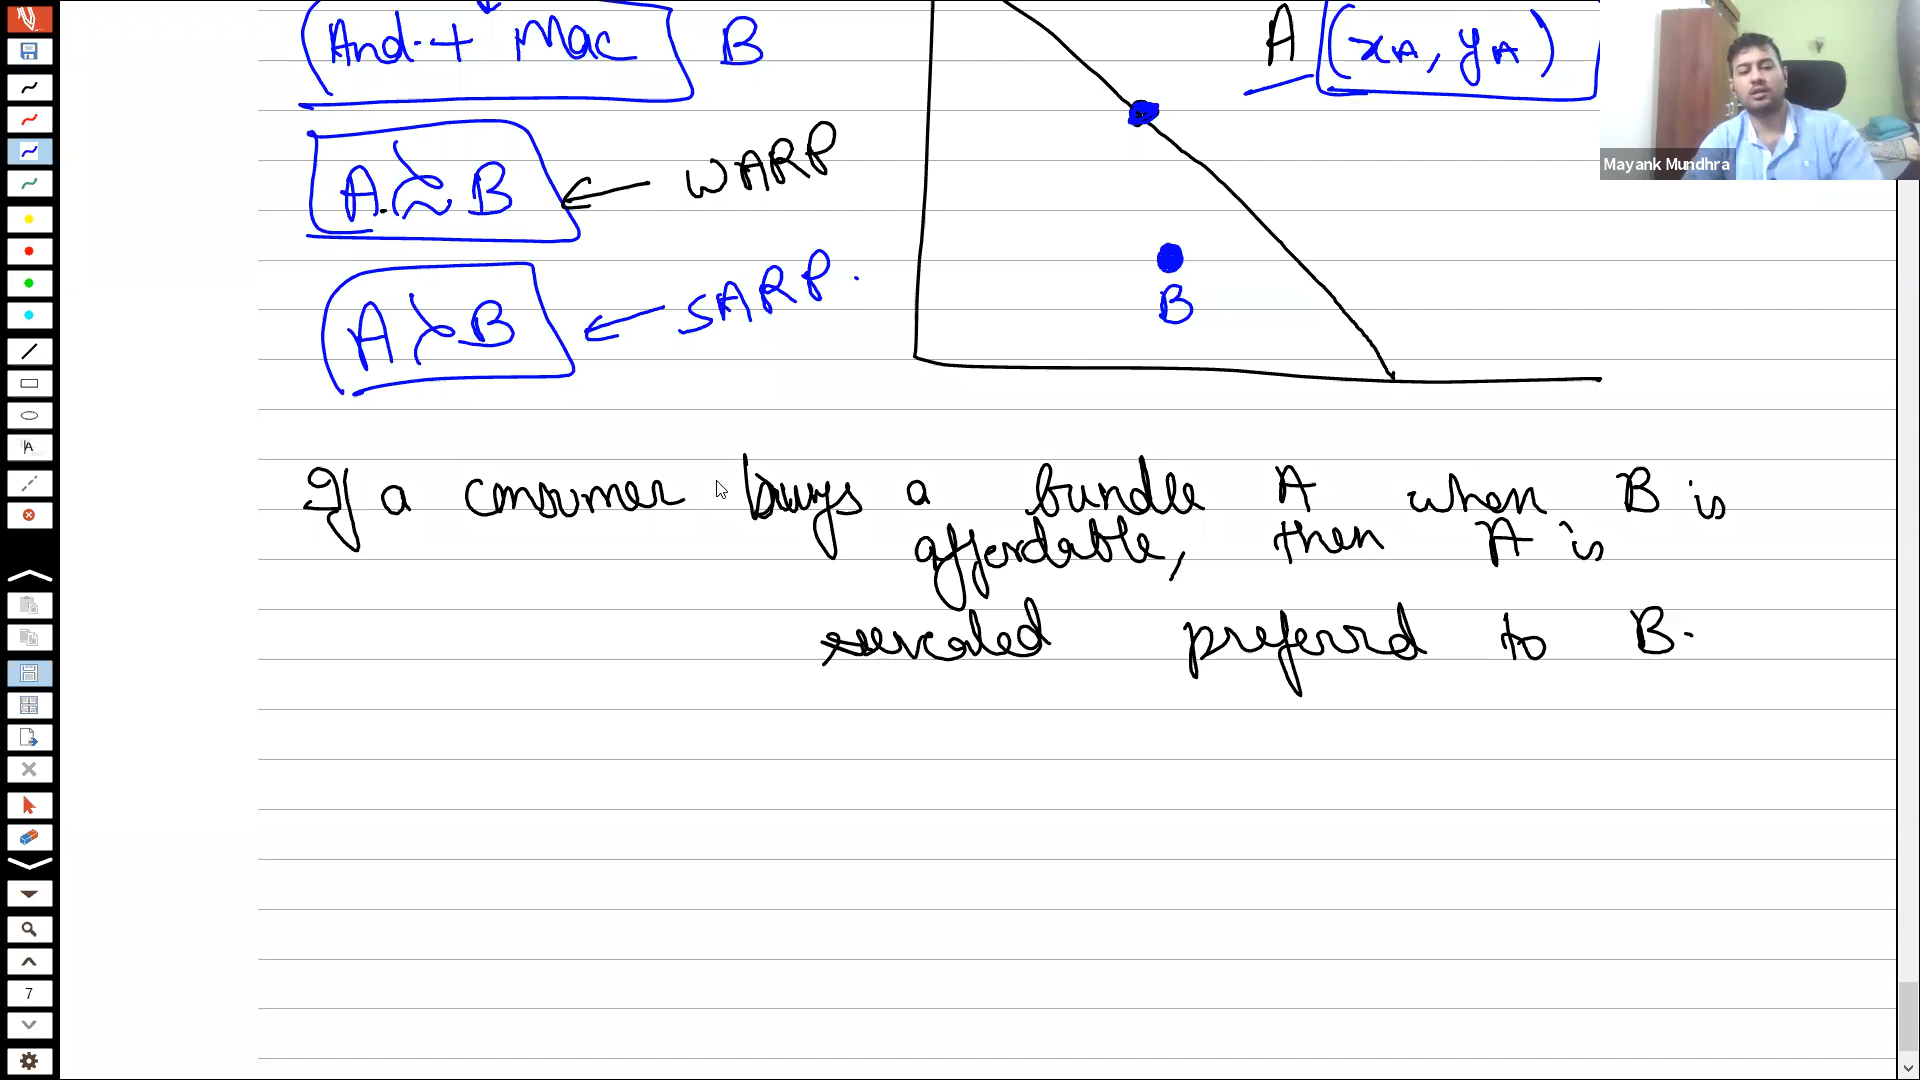 And. + Mac B
A (xA, yA)
Mayank Mundhra
A ≿ B ← WARP
A ≻ B ← SARP.
B
If a consumer buys a bundle A when B is
affordable, then A is
revealed preferrd to B.
7